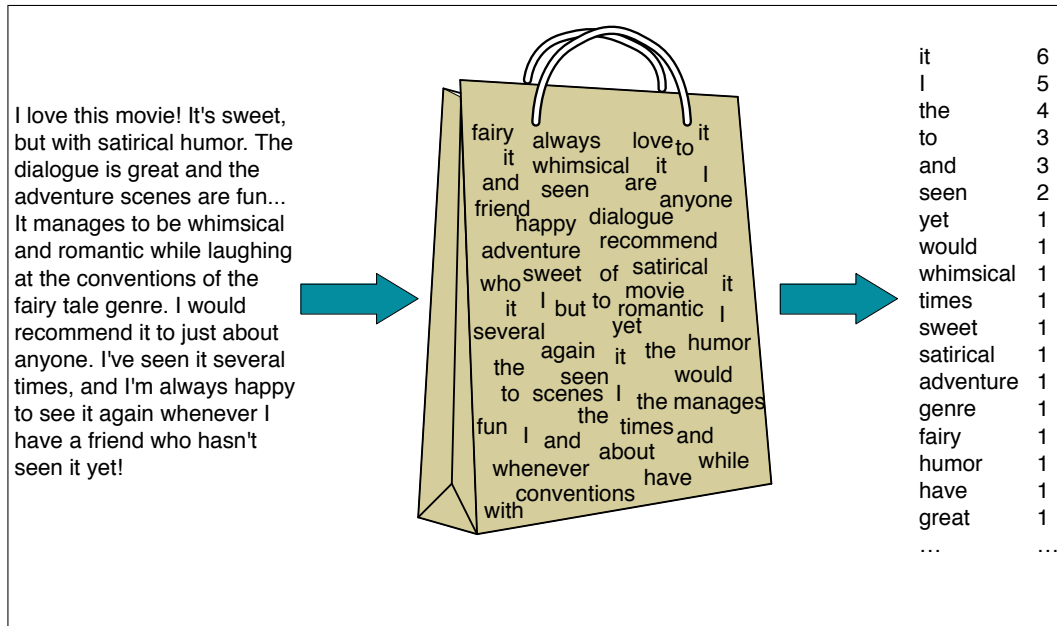 I love this movie! It's sweet,
but with satirical humor. The
dialogue is great and the
adventure scenes are fun...
It manages to be whimsical
and romantic while laughing
at the conventions of the
fairy tale genre. I would
recommend it to just about
anyone. I've seen it several
times, and I'm always happy
to see it again whenever I
have a friend who hasn't
seen it yet!
fairy always love to it
it whimsical it I
and seen are anyone
friend happy dialogue
adventure recommend
who sweet of satirical it
it I but to movie romantic I
several yet
again it the humor
the seen would
to scenes I the manages
fun the times and
I and about
whenever have while
conventions
with
it 6
I 5
the 4
to 3
and 3
seen 2
yet 1
would 1
whimsical 1
times 1
sweet 1
satirical 1
adventure 1
genre 1
fairy 1
humor 1
have 1
great 1
… …